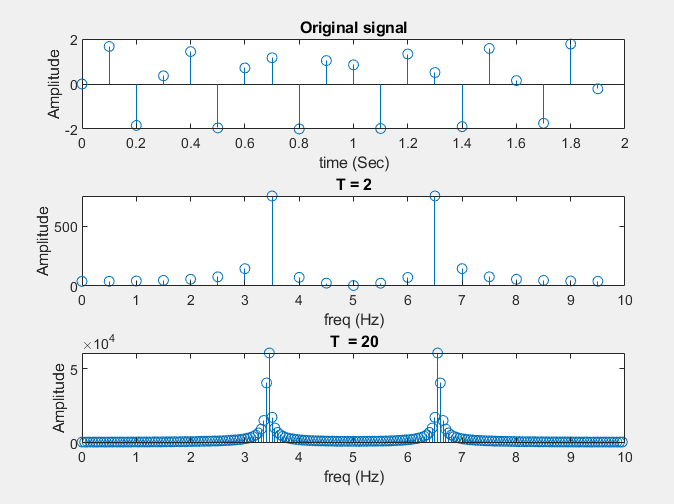 Original signal
2
0
-2
Amplitude
0 0.2 0.4 0.6 0.8 1 1.2 1.4 1.6 1.8 2
time (Sec)
T = 2
500
0
Amplitude
0 1 2 3 4 5 6 7 8 9 10
freq (Hz)
×10^4
T = 20
5
0
Amplitude
0 1 2 3 4 5 6 7 8 9 10
freq (Hz)